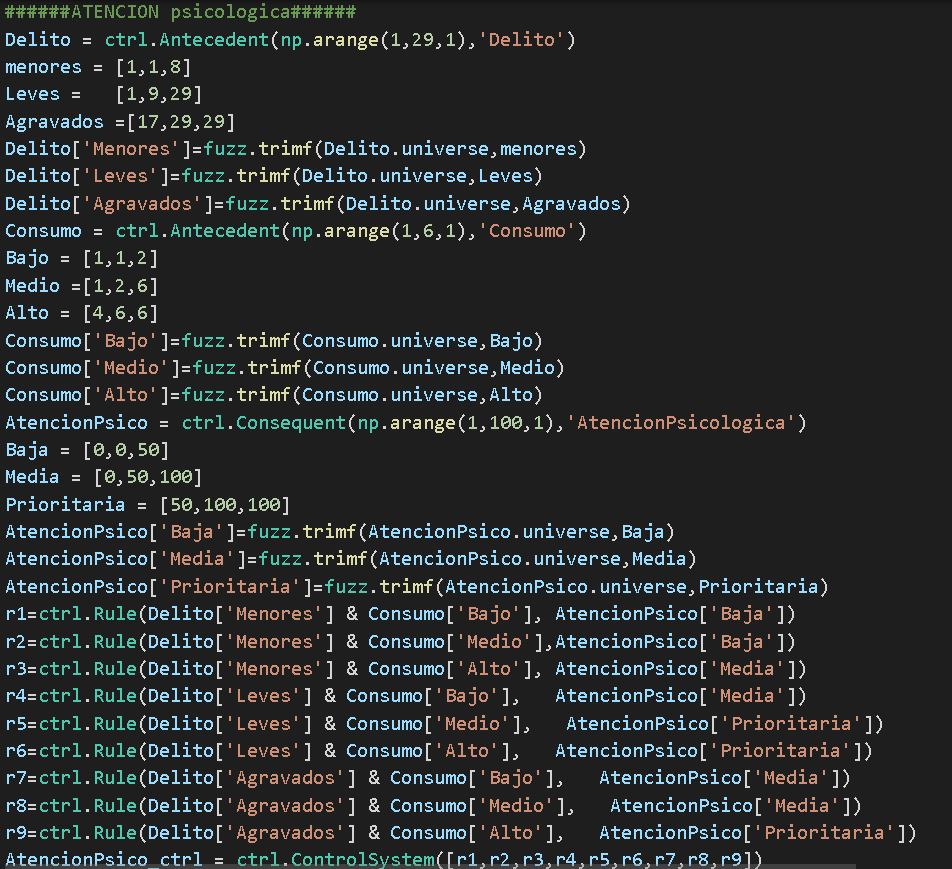 ######ATENCION psicologica######
Delito = ctrl.Antecedent(np.arange(1,29,1),'Delito')
menores = [1,1,8]
Leves =   [1,9,29]
Agravados =[17,29,29]
Delito['Menores']=fuzz.trimf(Delito.universe,menores)
Delito['Leves']=fuzz.trimf(Delito.universe,Leves)
Delito['Agravados']=fuzz.trimf(Delito.universe,Agravados)
Consumo = ctrl.Antecedent(np.arange(1,6,1),'Consumo')
Bajo = [1,1,2]
Medio =[1,2,6]
Alto = [4,6,6]
Consumo['Bajo']=fuzz.trimf(Consumo.universe,Bajo)
Consumo['Medio']=fuzz.trimf(Consumo.universe,Medio)
Consumo['Alto']=fuzz.trimf(Consumo.universe,Alto)
AtencionPsico = ctrl.Consequent(np.arange(1,100,1),'AtencionPsicologica')
Baja = [0,0,50]
Media = [0,50,100]
Prioritaria = [50,100,100]
AtencionPsico['Baja']=fuzz.trimf(AtencionPsico.universe,Baja)
AtencionPsico['Media']=fuzz.trimf(AtencionPsico.universe,Media)
AtencionPsico['Prioritaria']=fuzz.trimf(AtencionPsico.universe,Prioritaria)
r1=ctrl.Rule(Delito['Menores'] & Consumo['Bajo'], AtencionPsico['Baja'])
r2=ctrl.Rule(Delito['Menores'] & Consumo['Medio'],AtencionPsico['Baja'])
r3=ctrl.Rule(Delito['Menores'] & Consumo['Alto'], AtencionPsico['Media'])
r4=ctrl.Rule(Delito['Leves'] & Consumo['Bajo'],   AtencionPsico['Media'])
r5=ctrl.Rule(Delito['Leves'] & Consumo['Medio'],   AtencionPsico['Prioritaria'])
r6=ctrl.Rule(Delito['Leves'] & Consumo['Alto'],   AtencionPsico['Prioritaria'])
r7=ctrl.Rule(Delito['Agravados'] & Consumo['Bajo'],   AtencionPsico['Media'])
r8=ctrl.Rule(Delito['Agravados'] & Consumo['Medio'],   AtencionPsico['Media'])
r9=ctrl.Rule(Delito['Agravados'] & Consumo['Alto'],   AtencionPsico['Prioritaria'])
AtencionPsico_ctrl = ctrl.ControlSystem([r1,r2,r3,r4,r5,r6,r7,r8,r9])